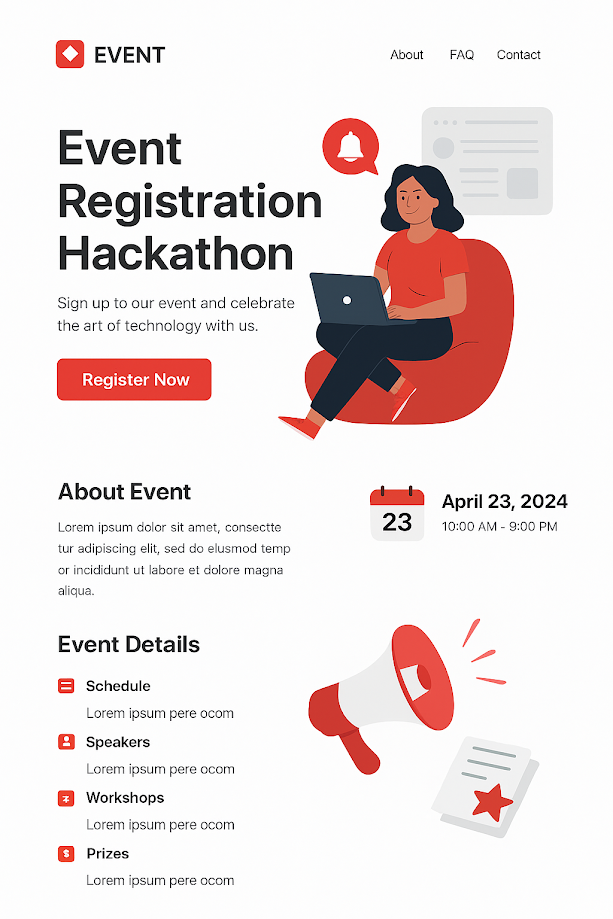 EVENT
About FAQ Contact
Event
Registration
Hackathon
Sign up to our event and celebrate
the art of technology with us.
Register Now
About Event
Lorem ipsum dolor sit amet, consectte
tur adipiscing elit, sed do elusmod temp
or incididunt ut labore et dolore magna
aliqua.
23
April 23, 2024
10:00 AM - 9:00 PM
Event Details
Schedule
Lorem ipsum pere ocom
Speakers
Lorem ipsum pere ocom
Workshops
Lorem ipsum pere ocom
$ Prizes
Lorem ipsum pere ocom